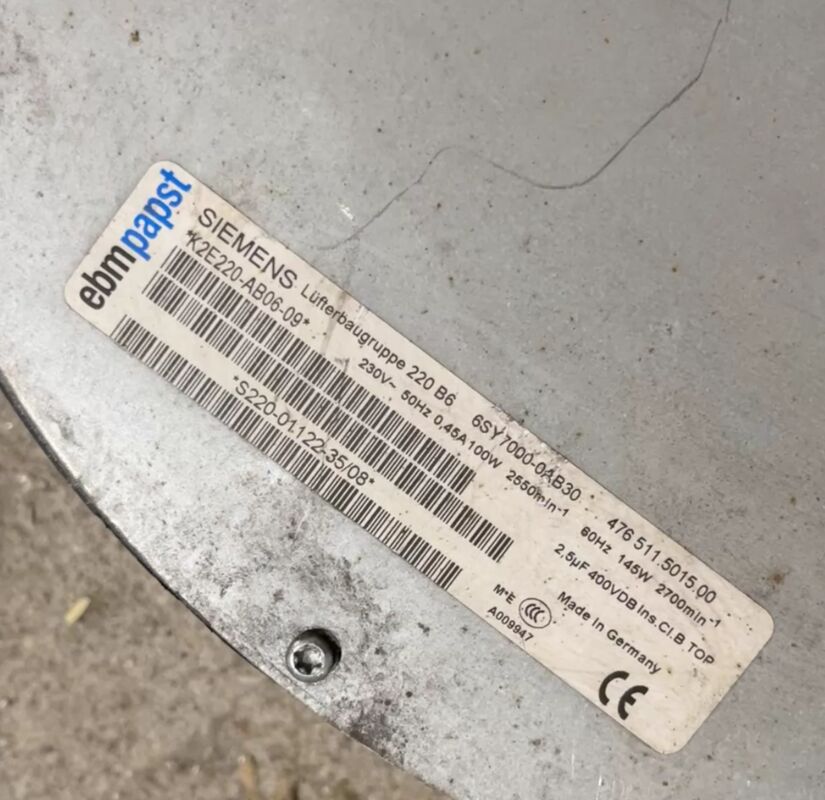 ebmpapst
SIEMENS Lüfterbaugruppe 220 B6 6SY7000-0AB30 476 511.5015.00
*K2E220-AB06-09* 230V~ 50Hz 0,45A 100W 2550min-1 60Hz 145W 2700min-1
2,5µF 400VDB Ins.Cl.B TOP
*S220-01122-35/08*
M*E CCC Made in Germany
A009947
CE